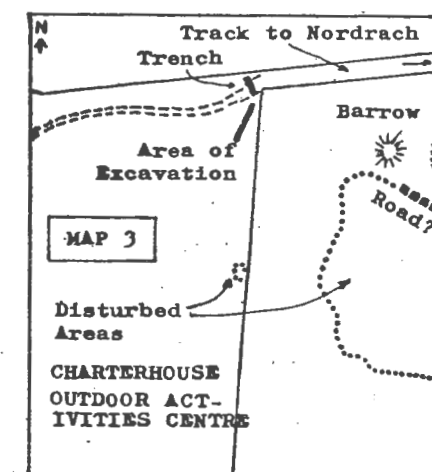 N
Track to Nordrach
Trench
Barrow
Area of
Excavation
Road?
MAP 3
Disturbed
Areas
CHARTERHOUSE
OUTDOOR ACT-
IVITIES CENTRE